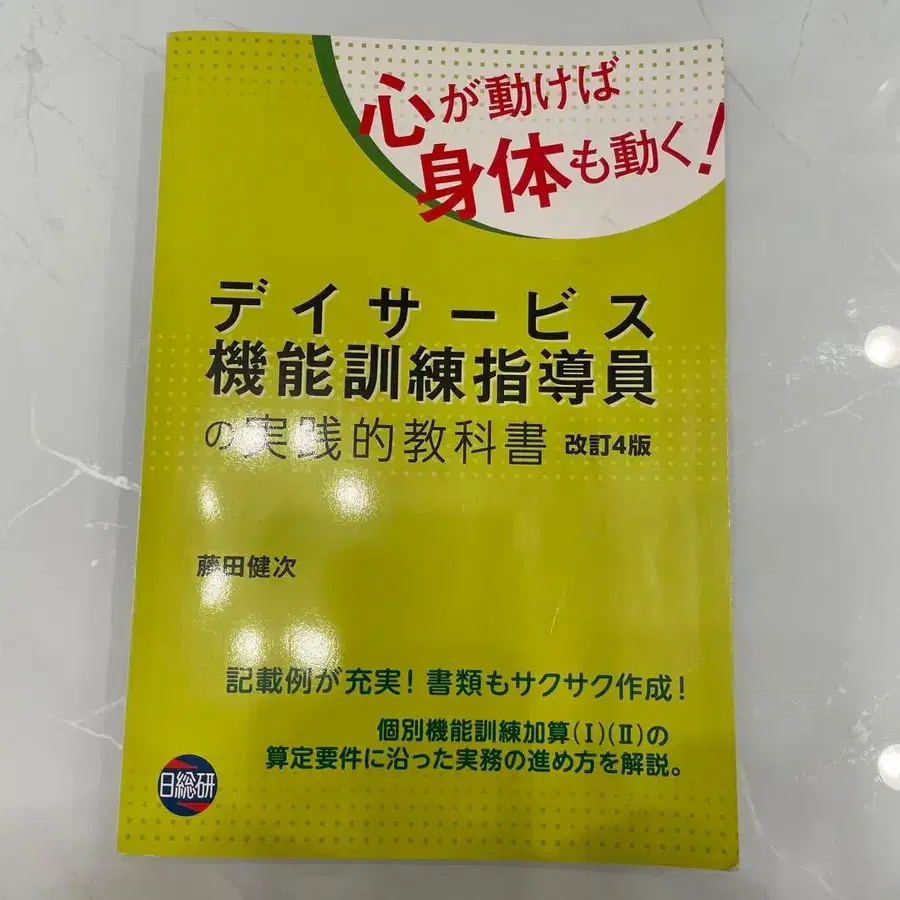 心が動けば
身体も動く!
デイサービス
機能訓練指導員
の実践的教科書 改訂4版
藤田健次
記載例が充実!書類もサクサク作成!
個別機能訓練加算(Ⅰ)(Ⅱ)の
算定要件に沿った実務の進め方を解説。
日総研